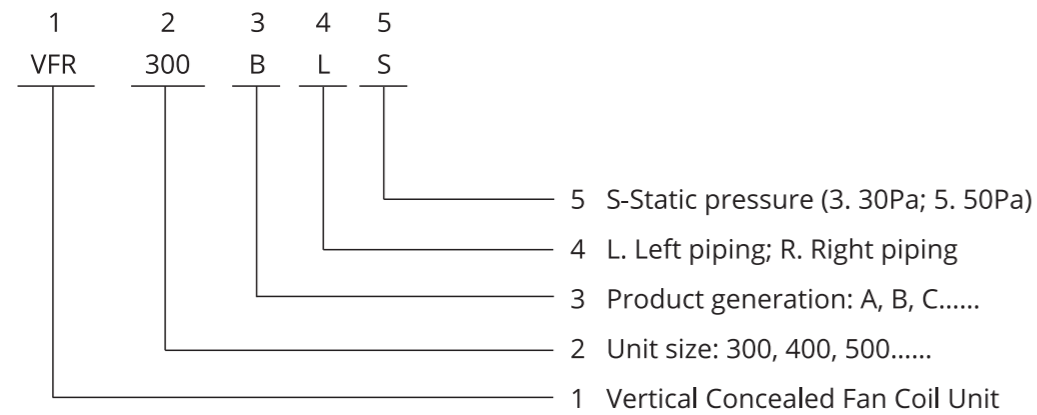 1 2 3 4 5
VFR 300 B L S
5 S-Static pressure (3. 30Pa; 5. 50Pa)
4 L. Left piping; R. Right piping
3 Product generation: A, B, C......
2 Unit size: 300, 400, 500......
1 Vertical Concealed Fan Coil Unit